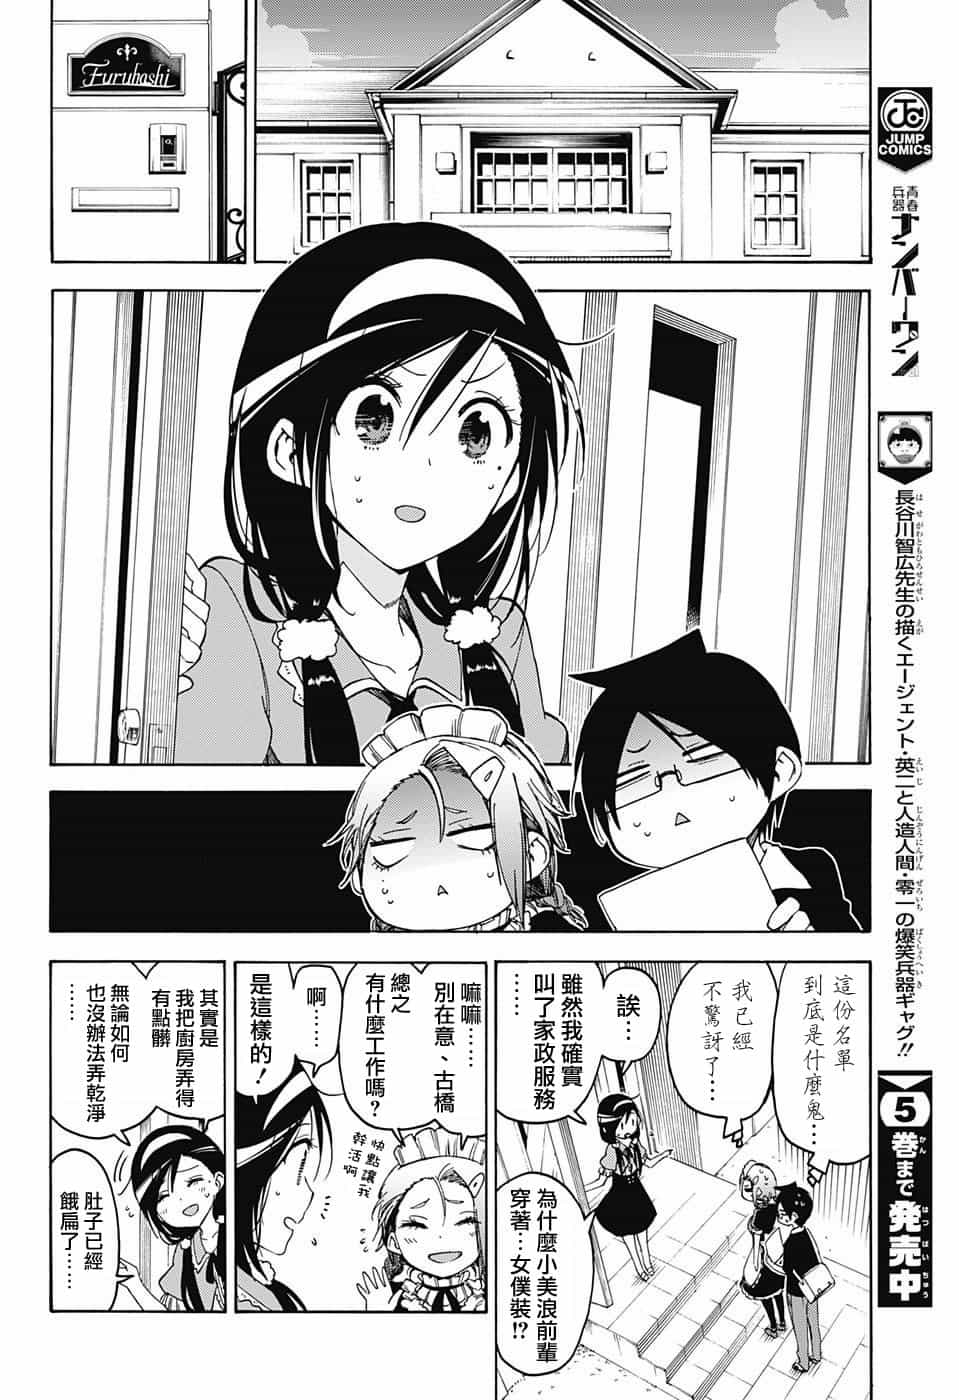 Furuhashi
這份名單
到底是什麼鬼…
……
我已經
不驚訝了…
誒…
雖然我確實
叫了家政服務
……
為什麼小美浪前輩
穿著…女僕裝!?
嘛嘛……
別在意、古橋
總之
有什麼工作嗎?
快點讓我
幹活啊
啊……
是這樣的!
其實是
我把廚房弄得
有點髒
無論如何
也沒辦法弄乾淨
……
肚子已經
餓扁了……
JC
JUMP
COMICS
青春
兵器
ナンバーワン
長谷川智広先生の描くエージェント・英二と人造人間・零一の爆笑兵器ギャグ!!
5巻まで発売中